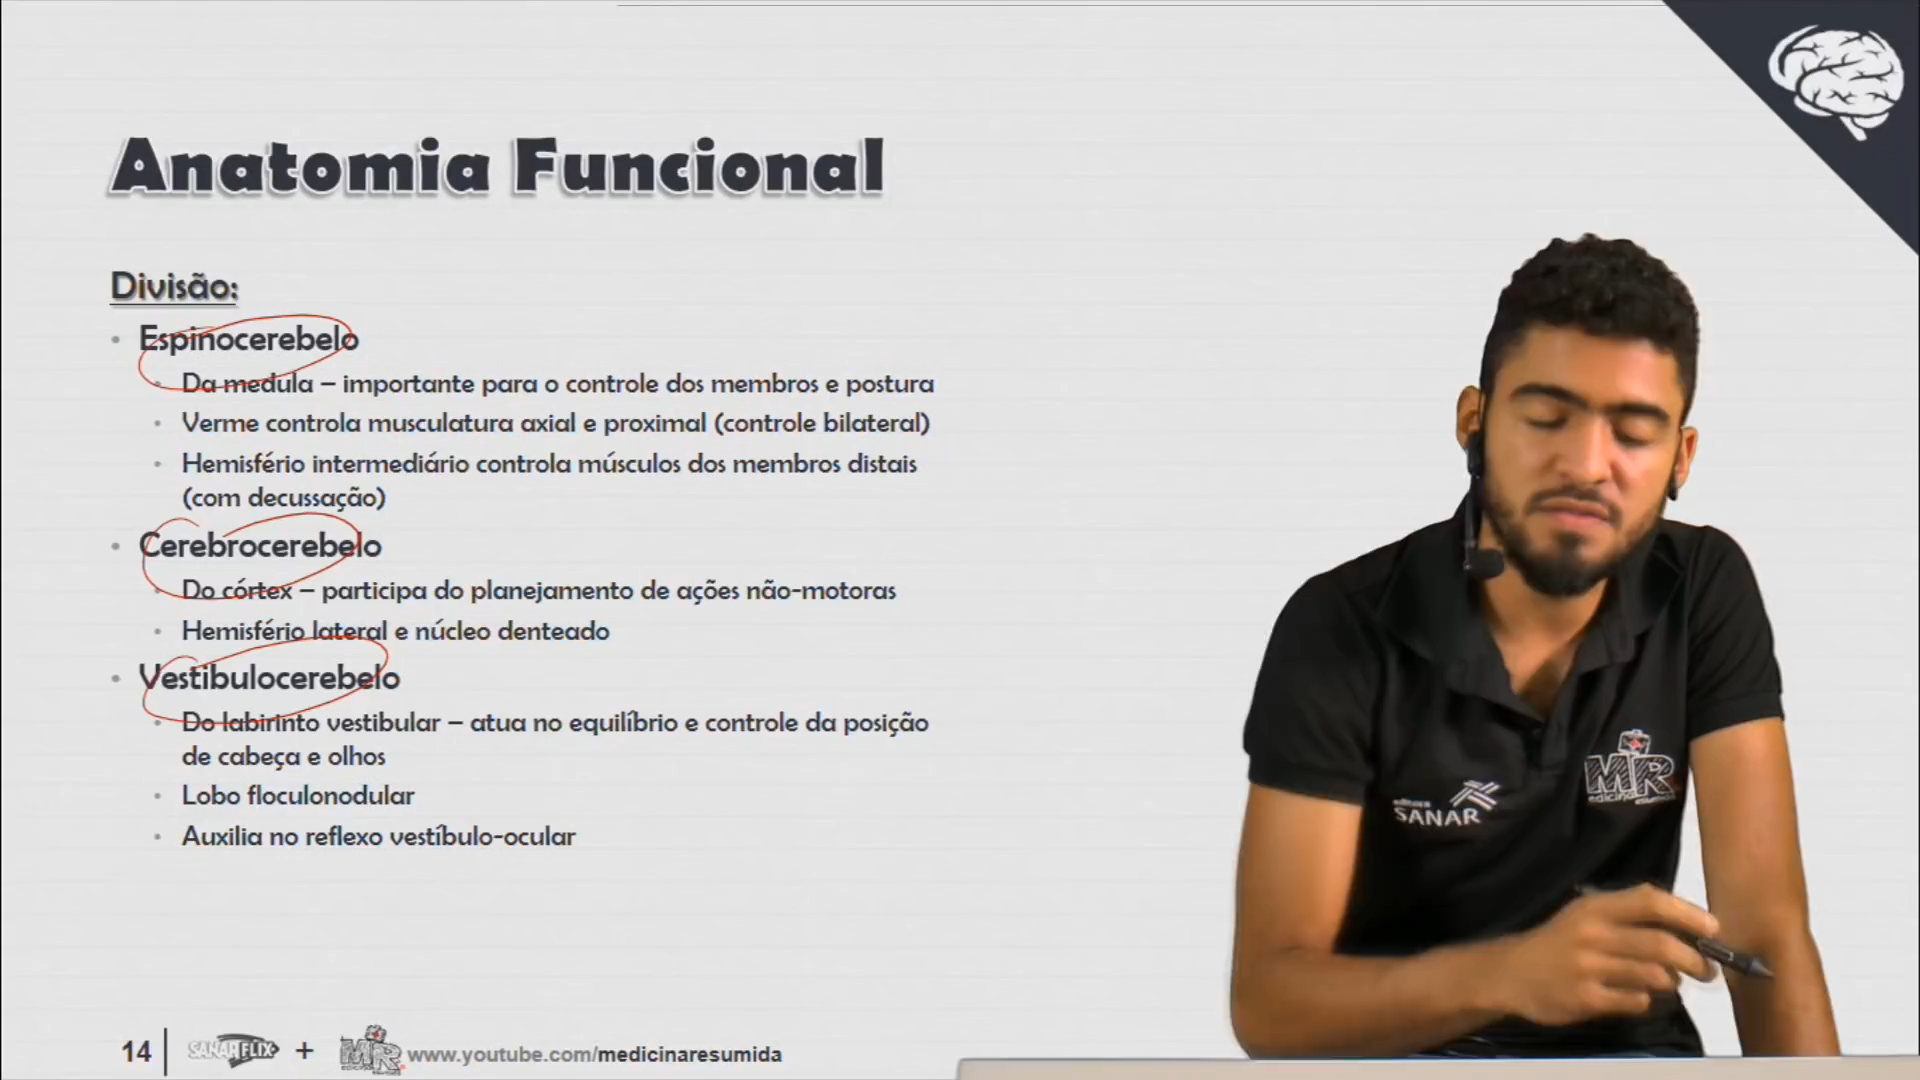 Anatomia Funcional
Divisão:
Espinocerebelo
Da medula – importante para o controle dos membros e postura
Verme controla musculatura axial e proximal (controle bilateral)
Hemisfério intermediário controla músculos dos membros distais
(com decussação)
Cerebrocerebelo
Do córtex – participa do planejamento de ações não-motoras
Hemisfério lateral e núcleo denteado
Vestibulocerebelo
Do labirinto vestibular – atua no equilíbrio e controle da posição
de cabeça e olhos
Lobo floculonodular
Auxilia no reflexo vestíbulo-ocular
editora
SANAR
MR
14
SANARFLIX + MR www.youtube.com/medicinaresumida